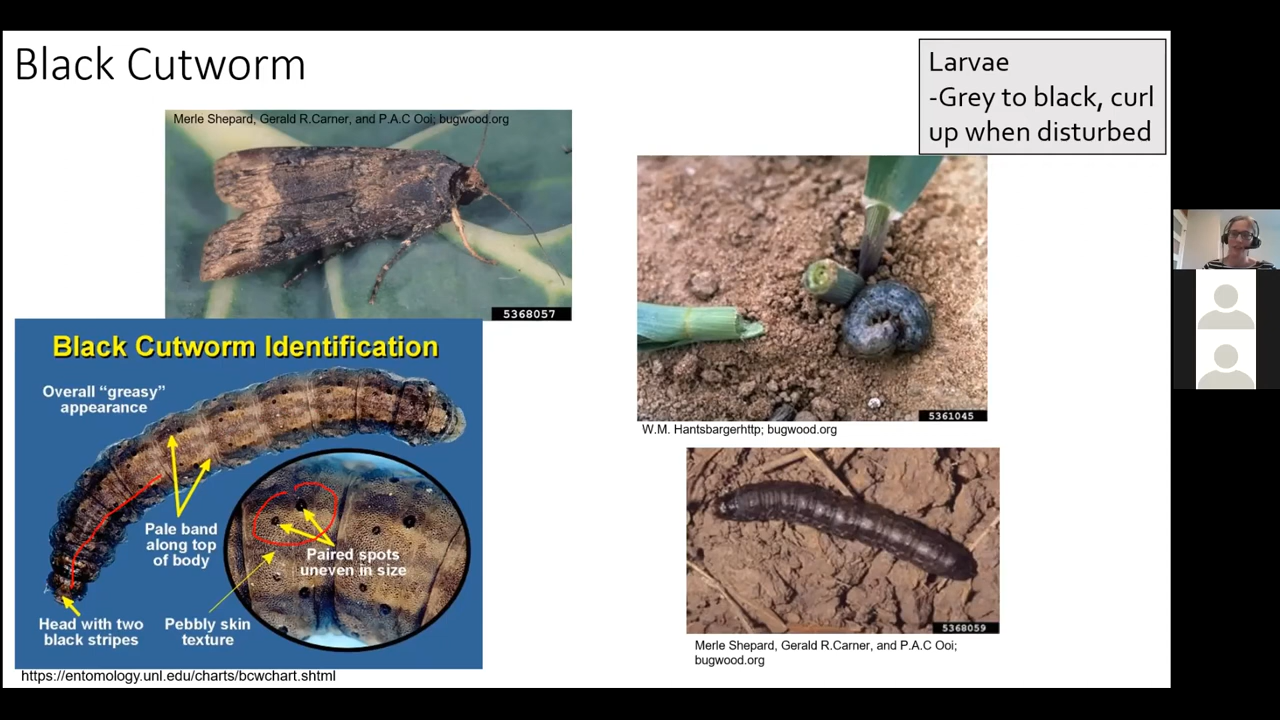 Black Cutworm
Larvae
-Grey to black, curl
up when disturbed
Merle Shepard, Gerald R.Carner, and P.A.C Ooi; bugwood.org
5368057
Black Cutworm Identification
Overall “greasy”
appearance
Pale band
along top
of body
Paired spots
uneven in size
Head with two
black stripes
Pebbly skin
texture
https://entomology.unl.edu/charts/bcwchart.shtml
5361045
W.M. Hantsbargerhttp; bugwood.org
5368059
Merle Shepard, Gerald R.Carner, and P.A.C Ooi;
bugwood.org